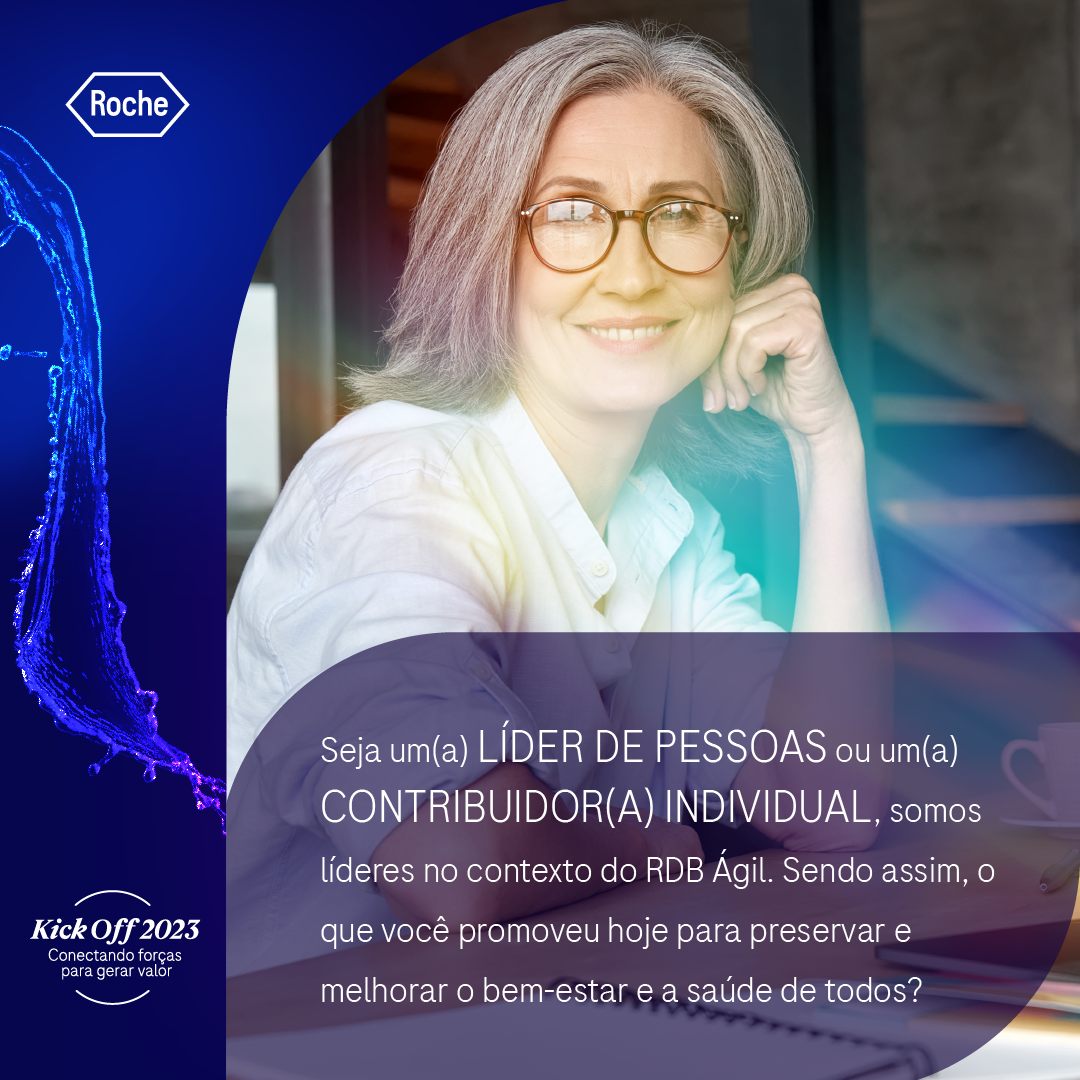 Roche
Seja um(a) LÍDER DE PESSOAS ou um(a)
CONTRIBUIDOR(A) INDIVIDUAL, somos
líderes no contexto do RDB Ágil. Sendo assim, o
que você promoveu hoje para preservar e
melhorar o bem-estar e a saúde de todos?
Kick Off 2023
Conectando forças
para gerar valor